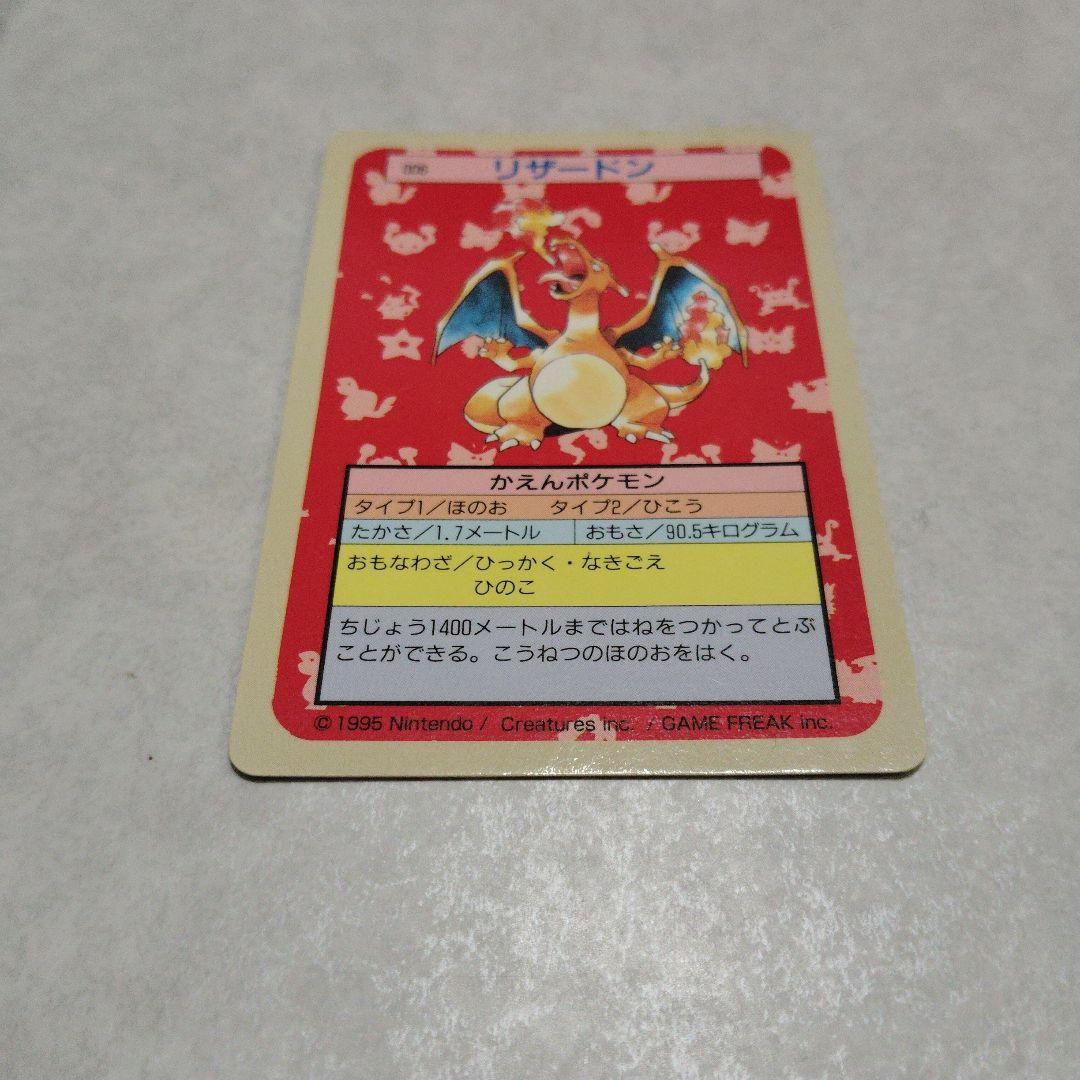 006 リザードン
かえんポケモン
タイプ1/ほのお タイプ2/ひこう
たかさ/1.7メートル おもさ/90.5キログラム
おもなわざ/ひっかく・なきごえ
ひのこ
ちじょう1400メートルまではねをつかってとぶ
ことができる。こうねつのほのおをはく。
© 1995 Nintendo / Creatures inc. / GAME FREAK inc.